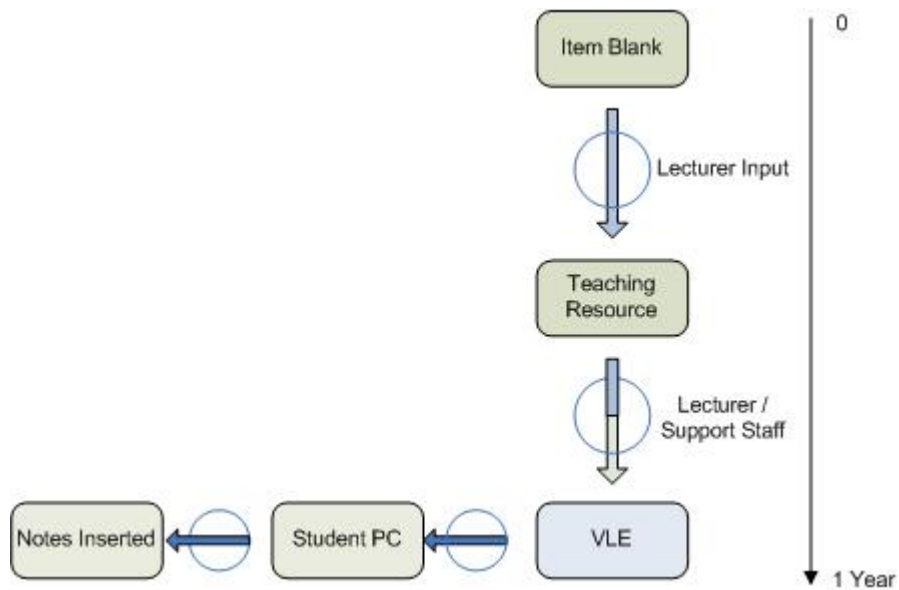 Item Blank
0
Lecturer Input
Teaching
Resource
Lecturer /
Support Staff
Notes Inserted
Student PC
VLE
1 Year